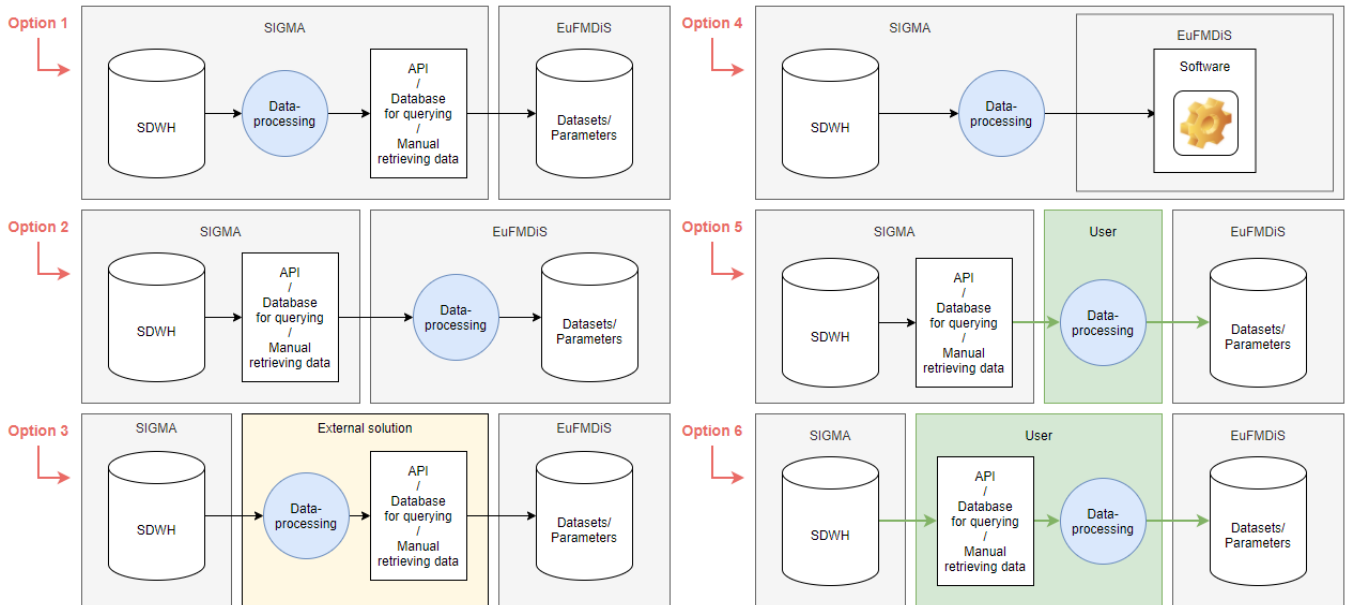 Option 1
SIGMA
SDWH
Data-
processing
API
/
Database
for querying
/
Manual
retrieving data
EuFMDiS
Datasets/
Parameters
Option 4
SIGMA
SDWH
Data-
processing
EuFMDiS
Software
Option 2
SIGMA
SDWH
API
/
Database
for querying
/
Manual
retrieving data
EuFMDiS
Data-
processing
Datasets/
Parameters
Option 5
SIGMA
SDWH
API
/
Database
for querying
/
Manual
retrieving data
User
Data-
processing
EuFMDiS
Datasets/
Parameters
Option 3
SIGMA
SDWH
External solution
Data-
processing
API
/
Database
for querying
/
Manual
retrieving data
EuFMDiS
Datasets/
Parameters
Option 6
SIGMA
SDWH
User
API
/
Database
for querying
/
Manual
retrieving data
Data-
processing
EuFMDiS
Datasets/
Parameters